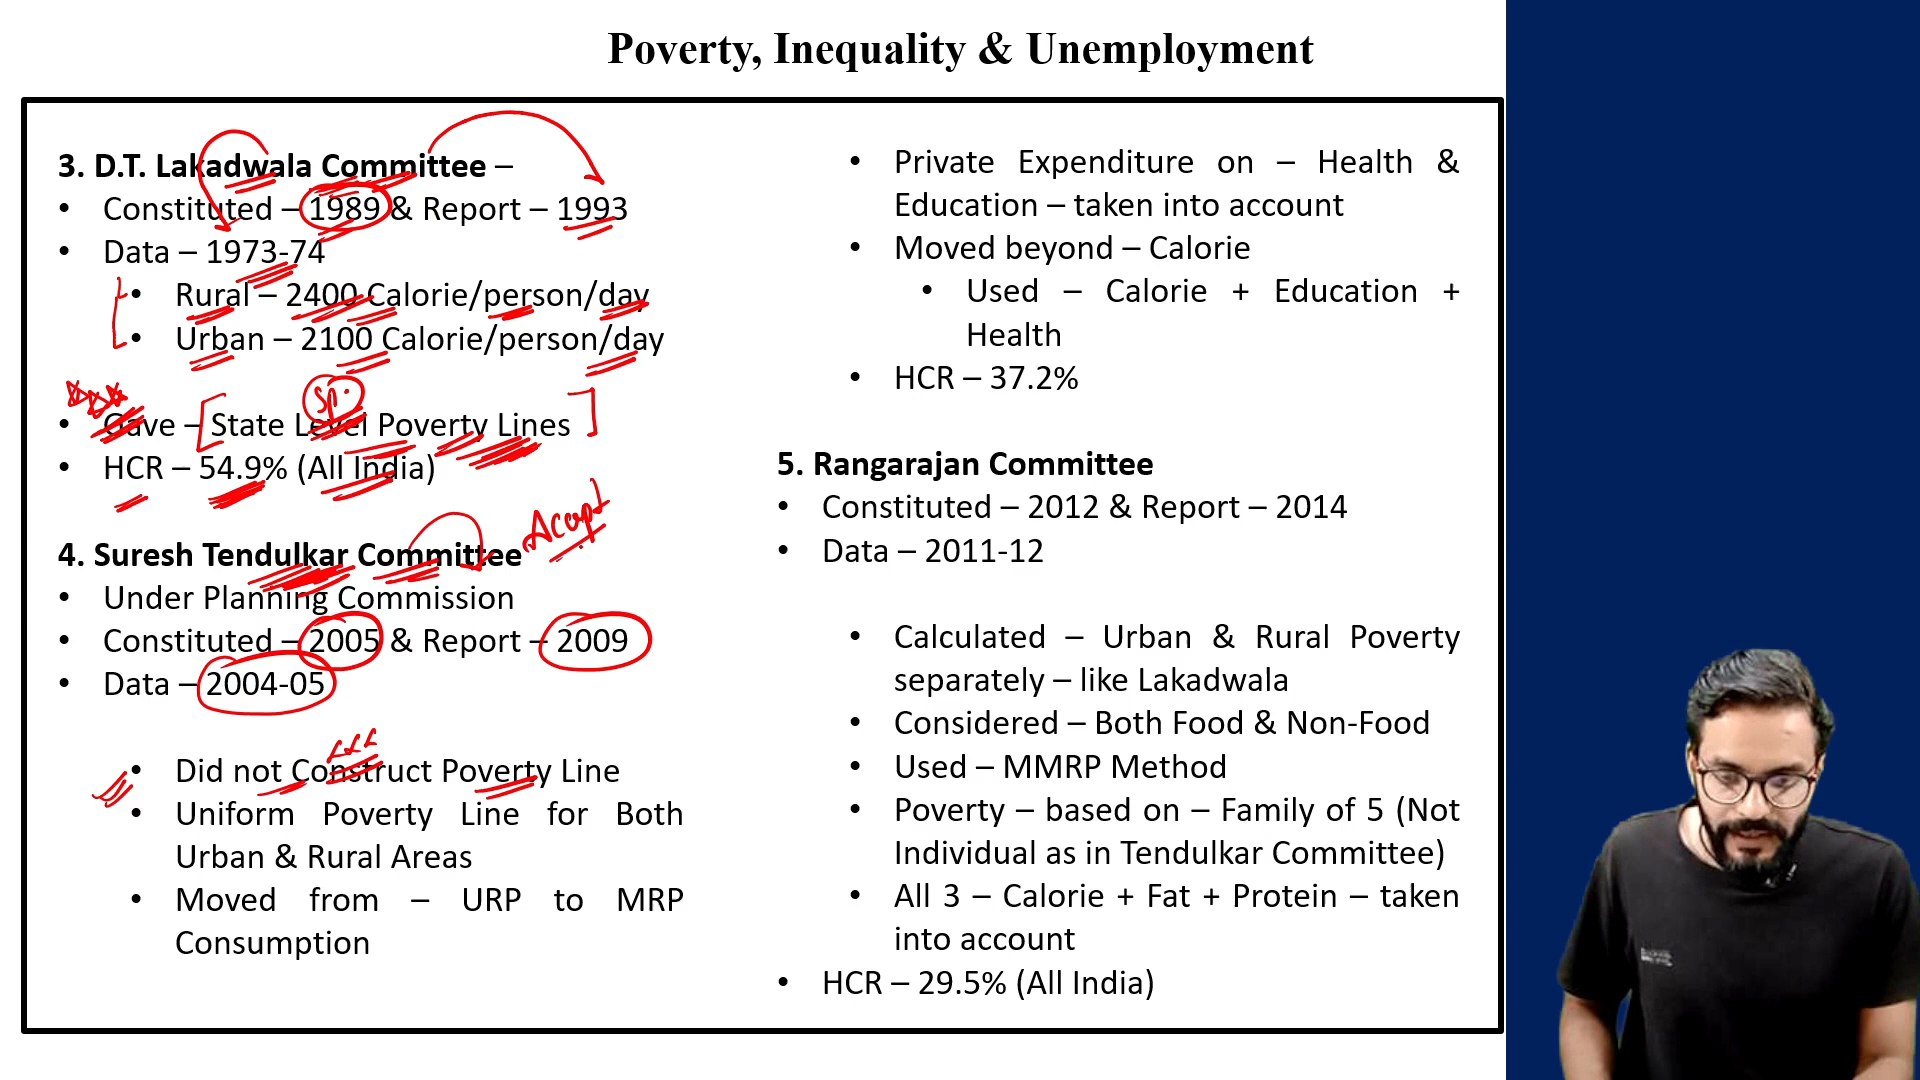 Poverty, Inequality & Unemployment
3. D.T. Lakadwala Committee –
• Constituted – 1989 & Report – 1993
• Data – 1973-74
• Rural – 2400 Calorie/person/day
• Urban – 2100 Calorie/person/day
Sp.
• Gave – State Level Poverty Lines
• HCR – 54.9% (All India)
Accept
4. Suresh Tendulkar Committee
• Under Planning Commission
• Constituted – 2005 & Report – 2009
• Data – 2004-05
• Did not Construct Poverty Line
• Uniform Poverty Line for Both
Urban & Rural Areas
• Moved from – URP to MRP
Consumption
• Private Expenditure on – Health &
Education – taken into account
• Moved beyond – Calorie
• Used – Calorie + Education +
Health
• HCR – 37.2%
5. Rangarajan Committee
• Constituted – 2012 & Report – 2014
• Data – 2011-12
• Calculated – Urban & Rural Poverty
separately – like Lakadwala
• Considered – Both Food & Non-Food
• Used – MMRP Method
• Poverty – based on – Family of 5 (Not
Individual as in Tendulkar Committee)
• All 3 – Calorie + Fat + Protein – taken
into account
• HCR – 29.5% (All India)